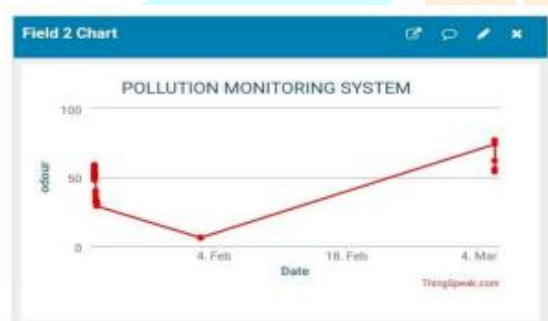 Field 2 Chart
POLLUTION MONITORING SYSTEM
100
50
0
odour
4. Feb 18. Feb 4. Mar
Date
ThingSpeak.com